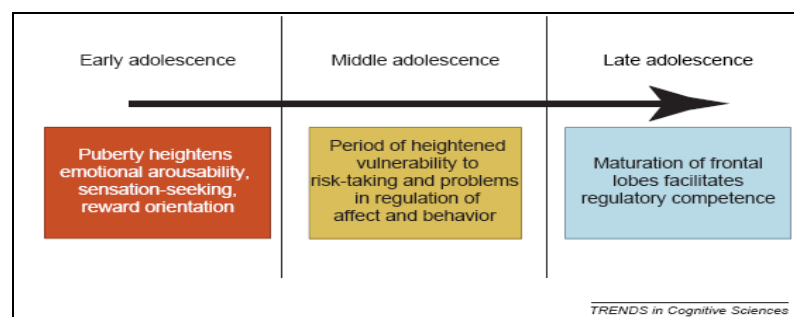 Early adolescence
Middle adolescence
Late adolescence
Puberty heightens
emotional arousability,
sensation-seeking,
reward orientation
Period of heightened
vulnerability to
risk-taking and problems
in regulation of
affect and behavior
Maturation of frontal
lobes facilitates
regulatory competence
TRENDS in Cognitive Sciences